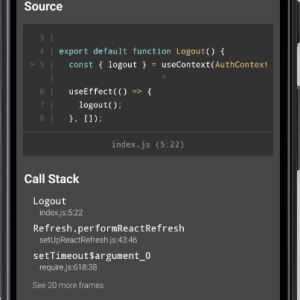 Source
3 |
4 | export default function Logout() {
> 5 | const { logout } = useContext(AuthContext
| ^
6 | useEffect(() => {
7 | logout();
8 | }, []);
index.js (5:22)
Call Stack
Logout
index.js:5:22
Refresh.performReactRefresh
setUpReactRefresh.js:43:46
setTimeout$argument_0
require.js:618:38
See 20 more frames